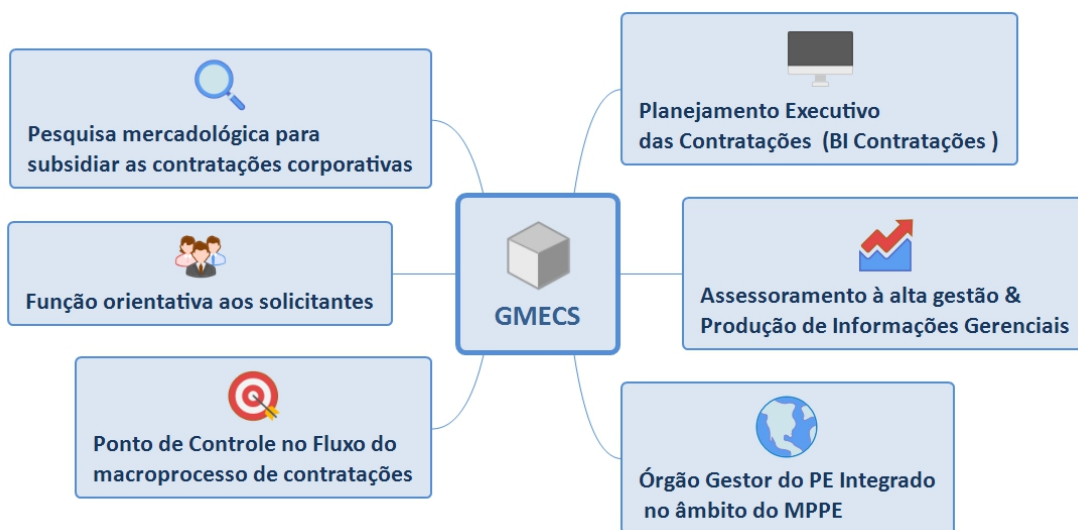 Pesquisa mercadológica para
subsidiar as contratações corporativas
Função orientativa aos solicitantes
Ponto de Controle no Fluxo do
macroprocesso de contratações
GMECS
Planejamento Executivo
das Contratações (BI Contratações )
Assessoramento à alta gestão &
Produção de Informações Gerenciais
Órgão Gestor do PE Integrado
no âmbito do MPPE